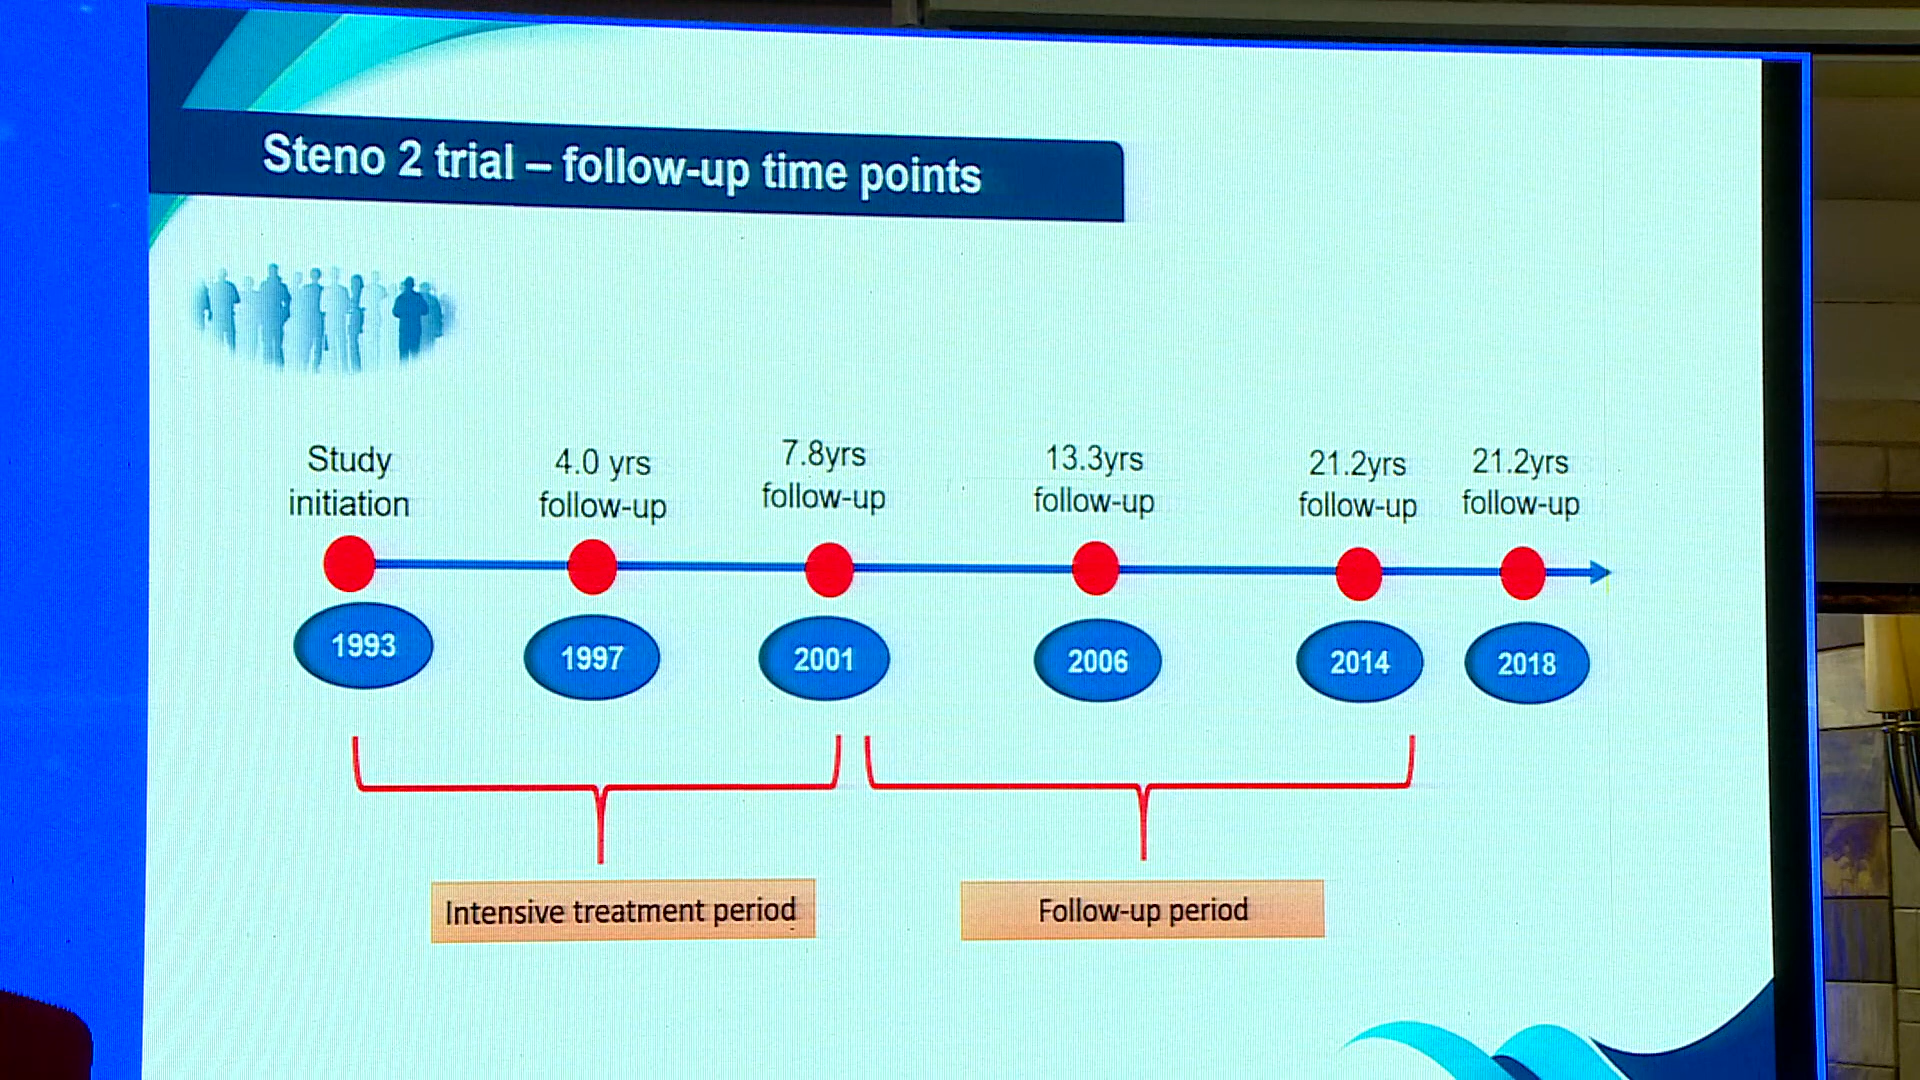 Steno 2 trial – follow-up time points
Study
initiation
4.0 yrs
follow-up
7.8yrs
follow-up
13.3yrs
follow-up
21.2yrs
follow-up
21.2yrs
follow-up
1993
1997
2001
2006
2014
2018
Intensive treatment period
Follow-up period